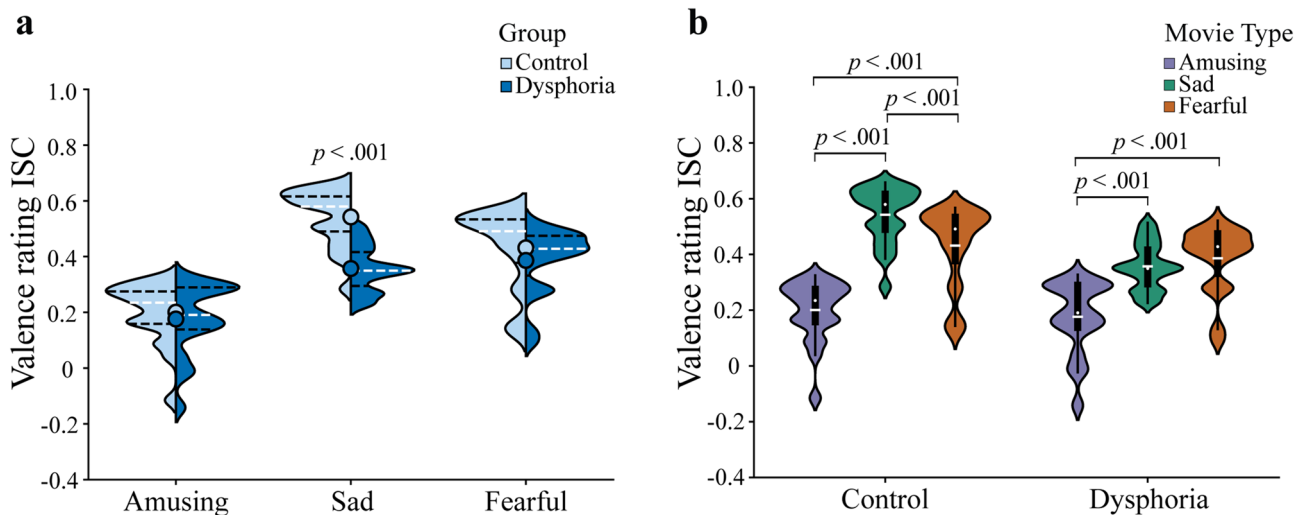 a
Group
Control
Dysphoria
Valence rating ISC
1.0
0.8
0.6
0.4
0.2
0
-0.2
-0.4
p < .001
Amusing
Sad
Fearful
b
Movie Type
Amusing
Sad
Fearful
Valence rating ISC
1.0
0.8
0.6
0.4
0.2
0
-0.2
-0.4
p < .001
p < .001
p < .001
p < .001
p < .001
Control
Dysphoria